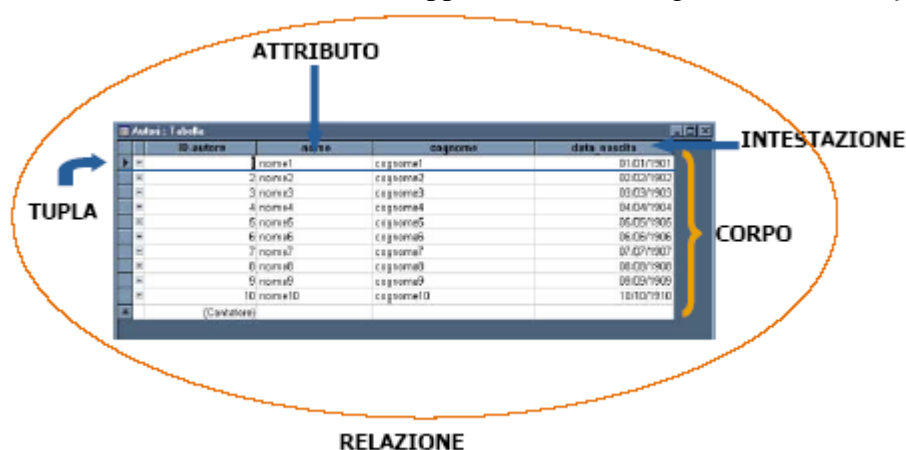 ATTRIBUTO
Autori : Tabella
ID-autore nome cognome data_nascita
INTESTAZIONE
1 nome1 cognome1 01/01/1901
2 nome2 cognome2 02/02/1902
3 nome3 cognome3 03/03/1903
TUPLA
4 nome4 cognome4 04/04/1904
5 nome5 cognome5 05/05/1905
CORPO
6 nome6 cognome6 06/06/1906
7 nome7 cognome7 07/07/1907
8 nome8 cognome8 08/08/1908
9 nome9 cognome9 09/09/1909
10 nome10 cognome10 10/10/1910
(Contatore)
RELAZIONE